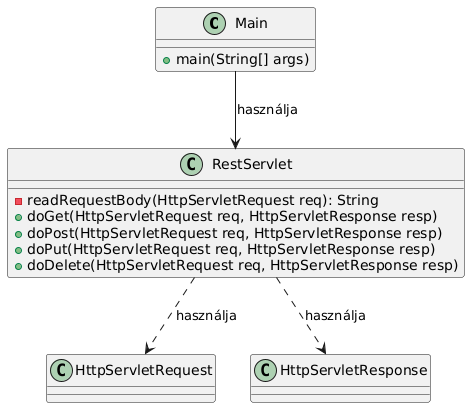 C Main
main(String[] args)
használja
C RestServlet
readRequestBody(HttpServletRequest req): String
doGet(HttpServletRequest req, HttpServletResponse resp)
doPost(HttpServletRequest req, HttpServletResponse resp)
doPut(HttpServletRequest req, HttpServletResponse resp)
doDelete(HttpServletRequest req, HttpServletResponse resp)
használja
használja
C HttpServletRequest
C HttpServletResponse